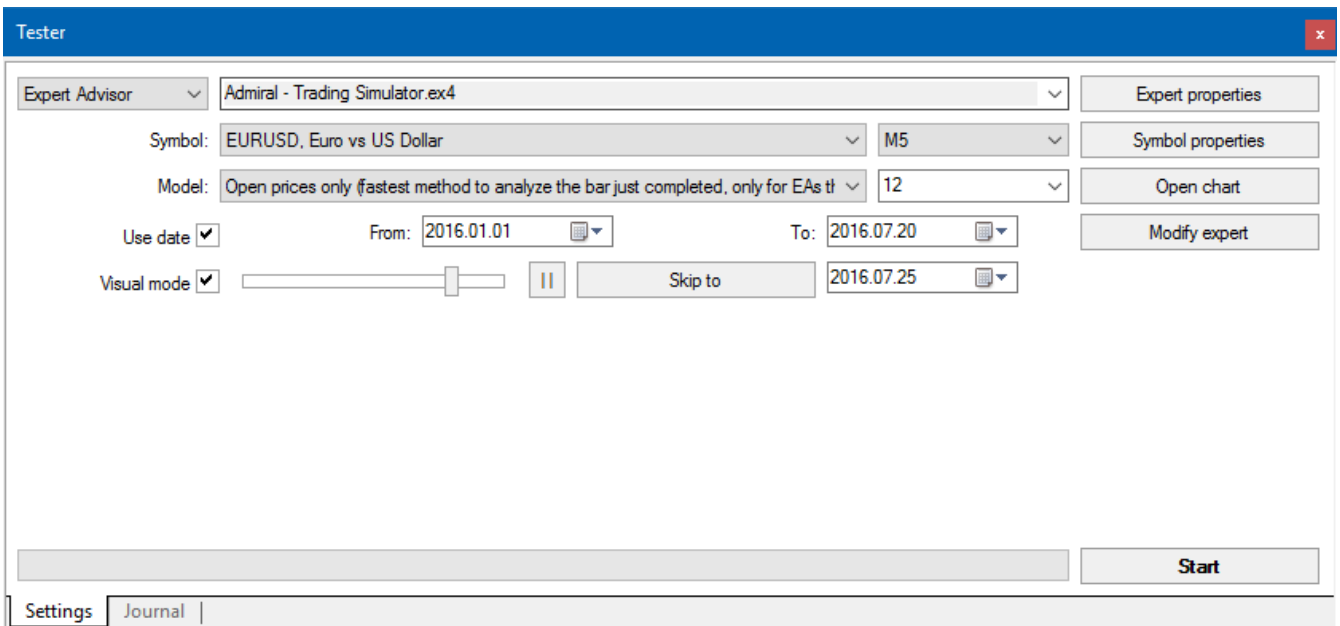 Tester
x
Expert Advisor Admiral - Trading Simulator.ex4 Expert properties
Symbol: EURUSD, Euro vs US Dollar M5 Symbol properties
Model: Open prices only (fastest method to analyze the bar just completed, only for EAs th 12 Open chart
Use date From: 2016.01.01 To: 2016.07.20 Modify expert
Visual mode Skip to 2016.07.25
Start
Settings Journal